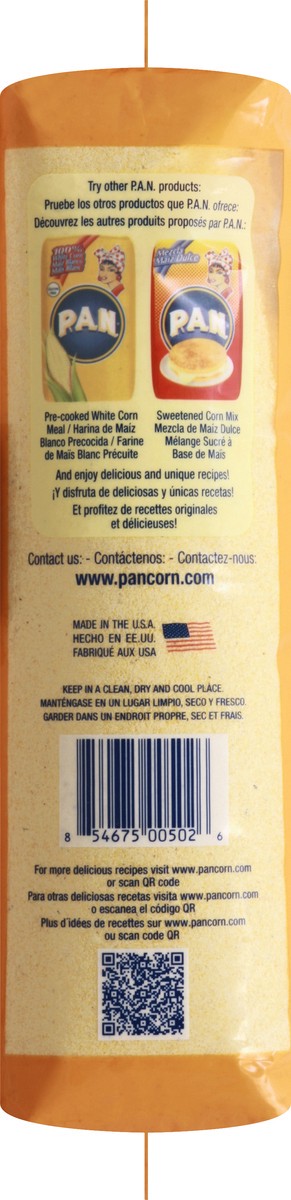 Try other P.A.N. products:
Pruebe los otros productos que P.A.N. ofrece:
Découvrez les autres produits proposés par P.A.N.:
100%
P.A.N.
Mezcla
Maíz Dulce
P.A.N.
Pre-cooked White Corn
Meal / Harina de Maiz
Blanco Precocida / Farine
de Maïs Blanc Précuite
Sweetened Corn Mix
Mezcla de Maiz Dulce
Mélange Sucré à
Base de Maïs
And enjoy delicious and unique recipes!
¡Y disfruta de deliciosas y únicas recetas!
Et profitez de recettes originales
et délicieuses!
Contact us: - Contáctenos: - Contactez-nous:
www.pancorn.com
MADE IN THE U.S.A.
HECHO EN EE.UU.
FABRIQUÉ AUX USA
KEEP IN A CLEAN, DRY AND COOL PLACE.
MANTÉNGASE EN UN LUGAR LIMPIO, SECO Y FRESCO.
GARDER DANS UN ENDROIT PROPRE, SEC ET FRAIS.
8 54675 00502 6
For more delicious recipes visit www.pancorn.com
or scan QR code
Para otras deliciosas recetas visita www.pancorn.com
o escanea el código QR
Plus d'idées de recettes sur www.pancorn.com
ou scan code QR